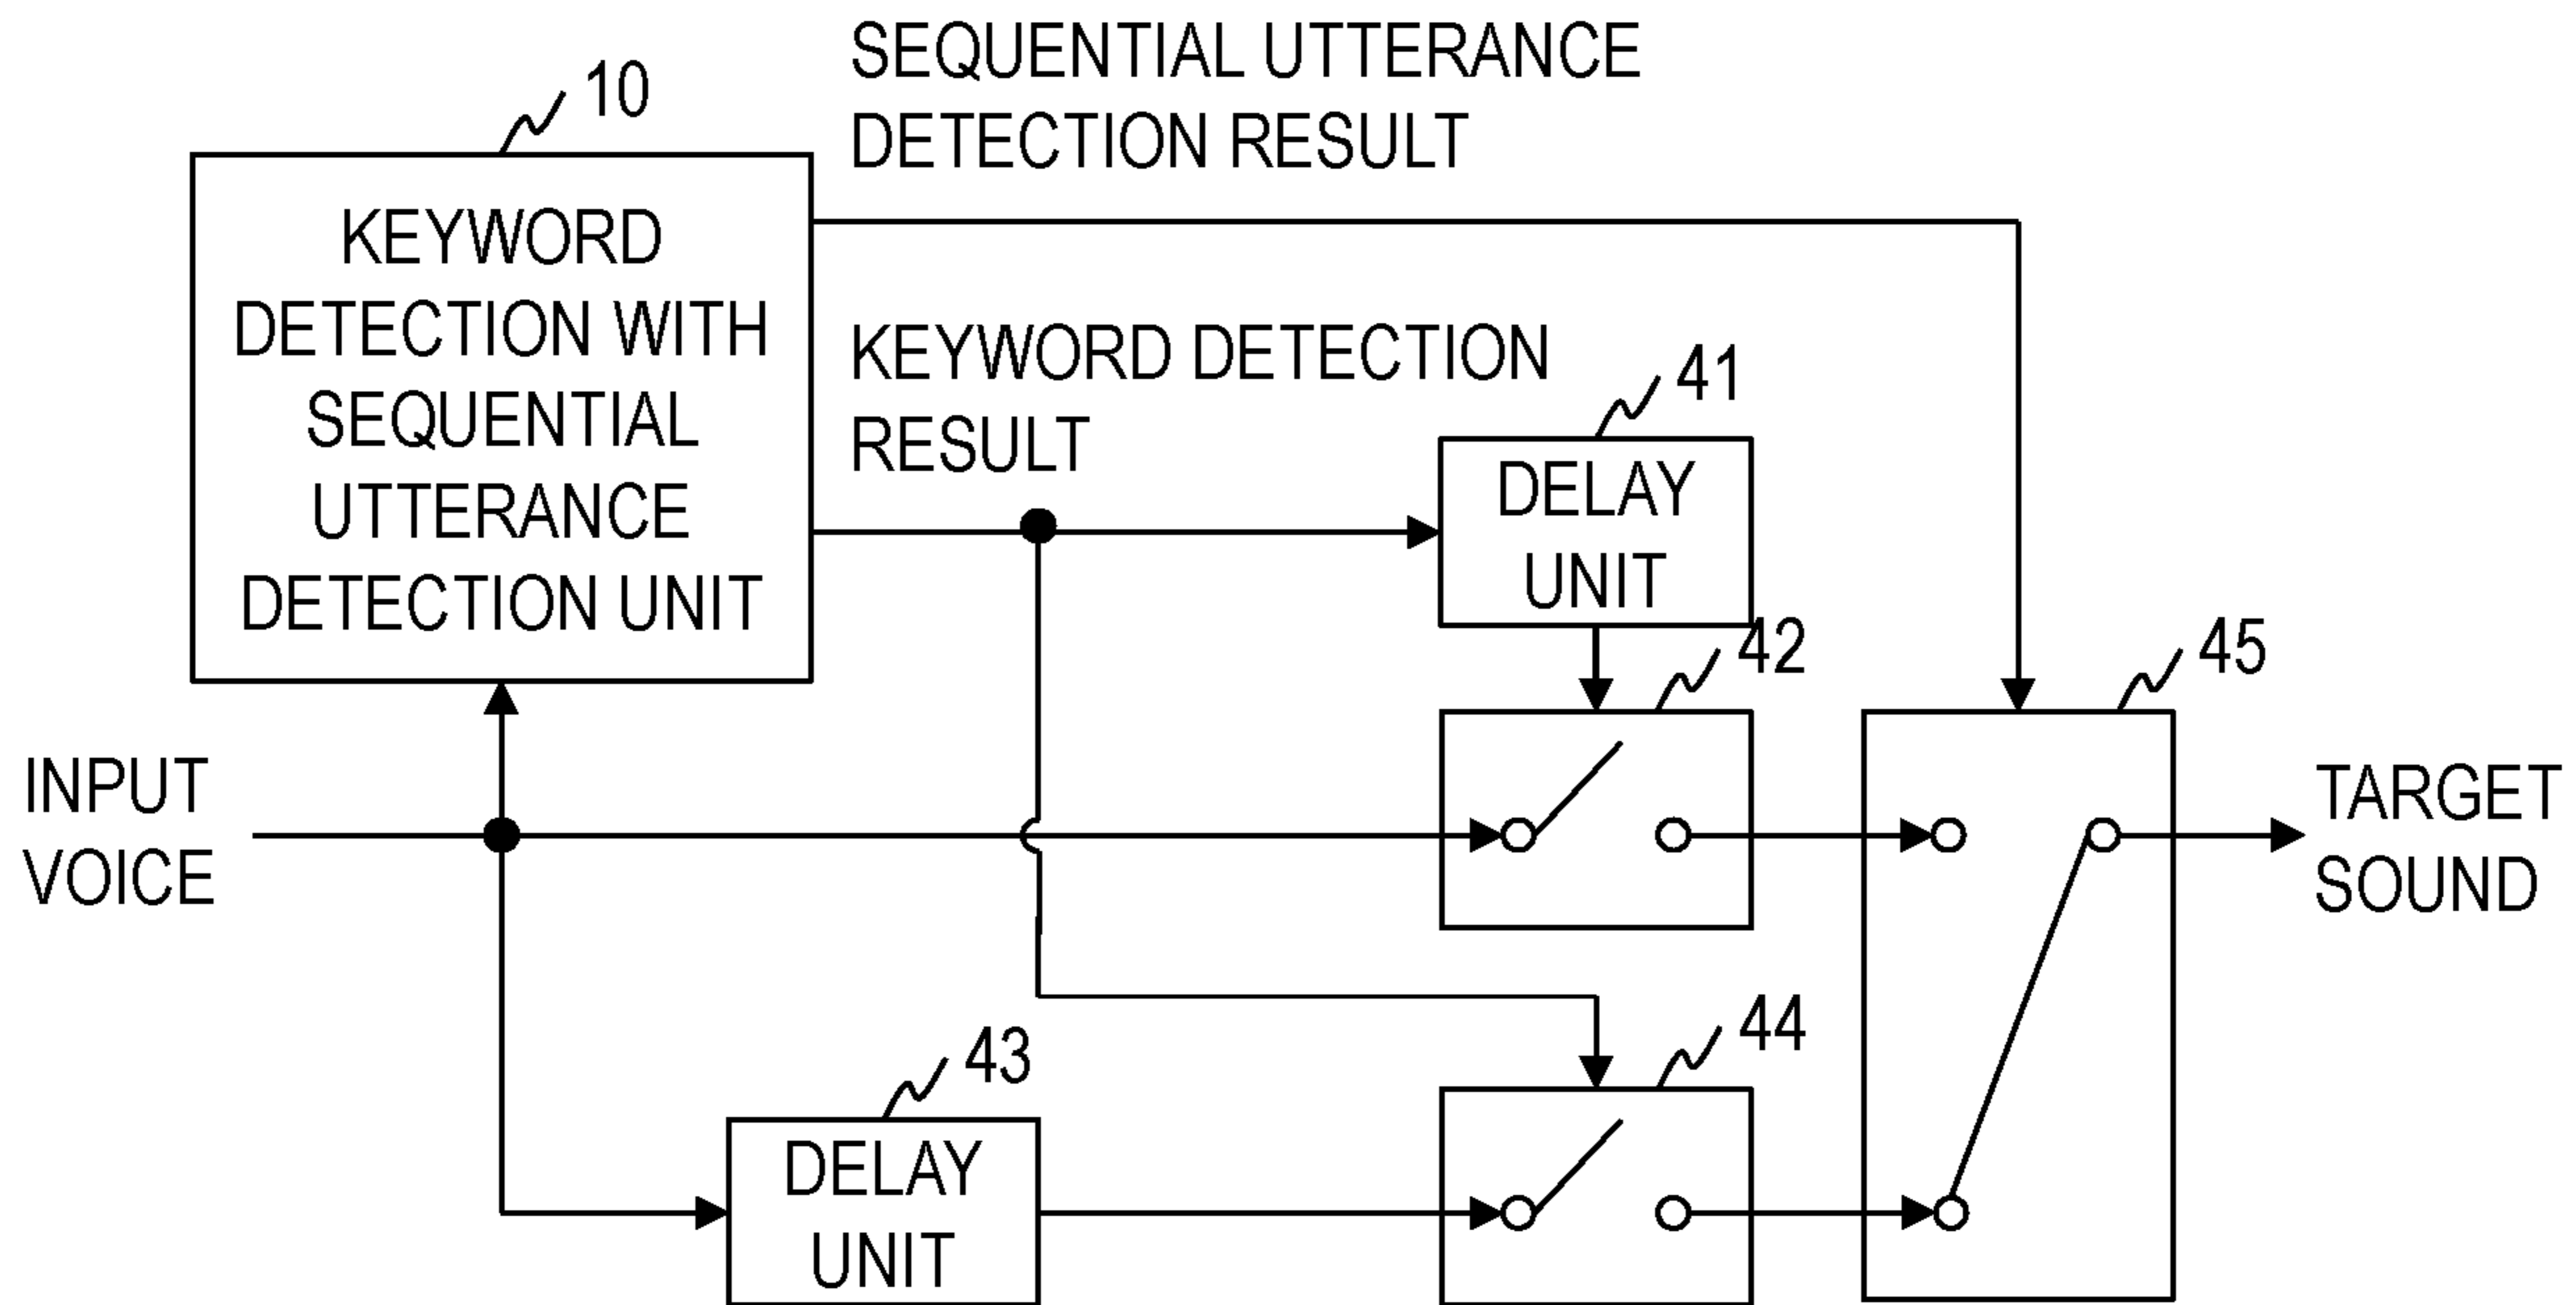 SEQUENTIAL UTTERANCE
DETECTION RESULT
10
KEYWORD
DETECTION WITH
SEQUENTIAL
UTTERANCE
DETECTION UNIT
KEYWORD DETECTION
RESULT
41
DELAY
UNIT
42
45
INPUT
VOICE
TARGET
SOUND
43
DELAY
UNIT
44